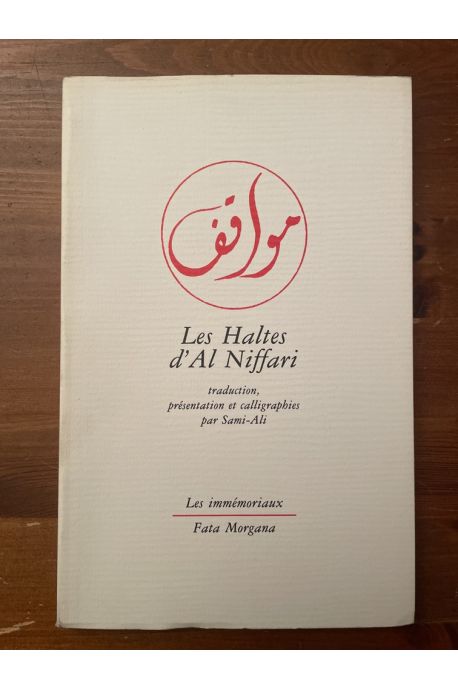 مواقف
Les Haltes
d'Al Niffari
traduction,
présentation et calligraphies
par Sami-Ali
Les immémoriaux
Fata Morgana